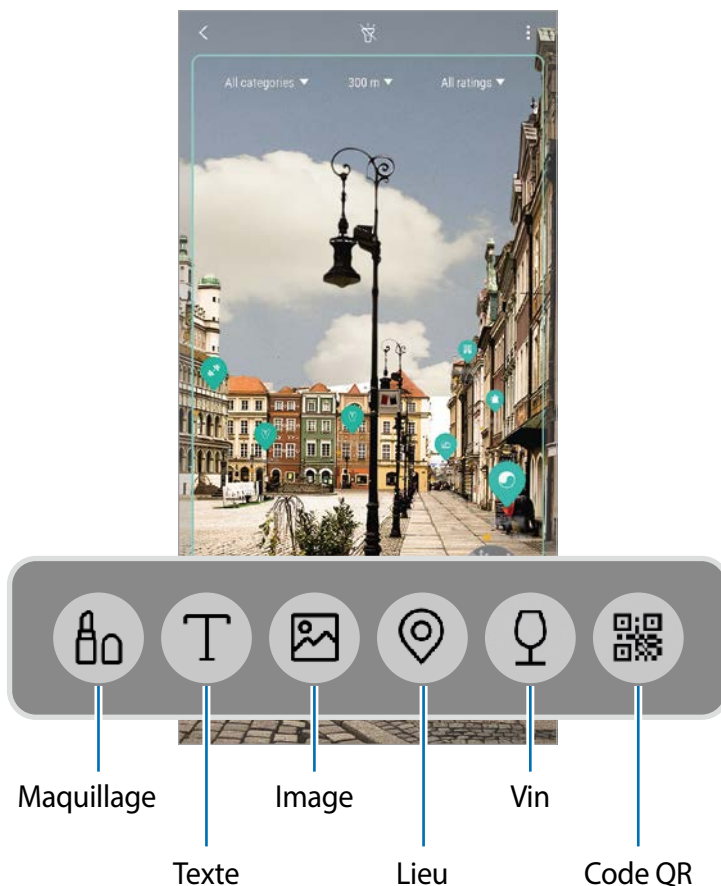 All categories ▼ 300 m ▼ All ratings ▼
Maquillage Image Vin
Texte Lieu Code QR